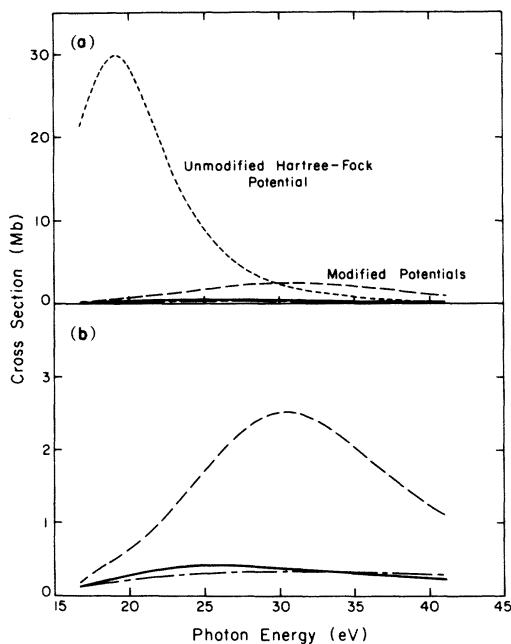 (a)
30
20
10
0
Unmodified Hartree-Fock
Potential
Modified Potentials
Cross Section (Mb)
(b)
3
2
1
0
15 20 25 30 35 40 45
Photon Energy (eV)